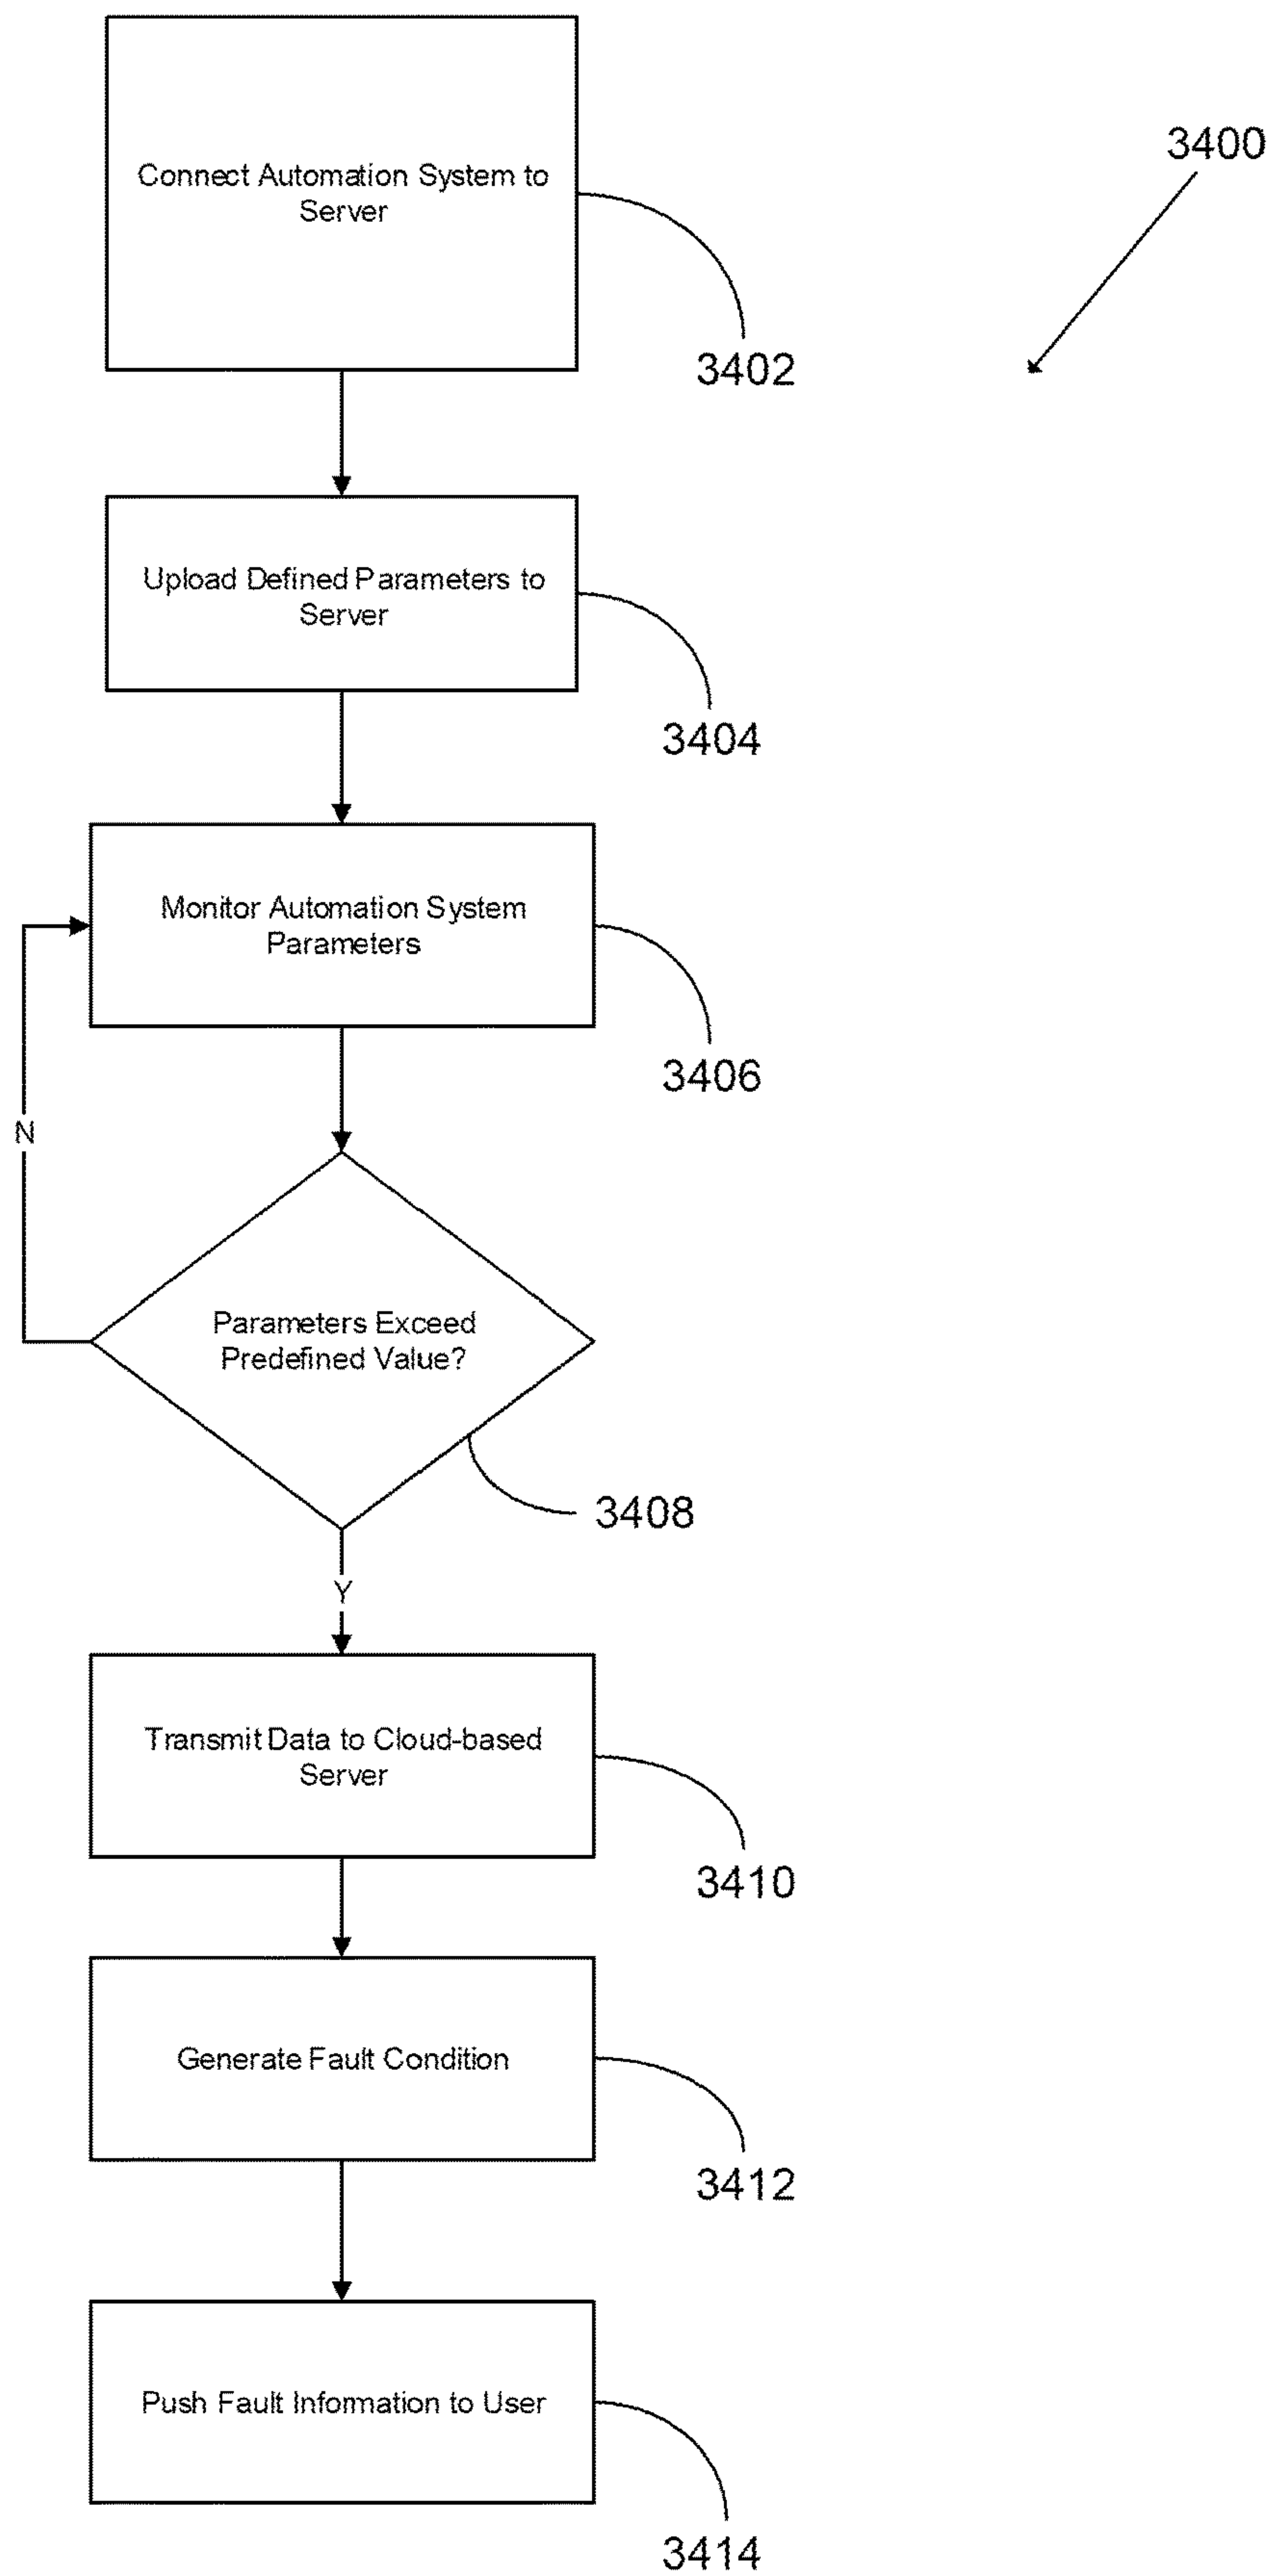 Connect Automation System to
Server
3400
3402
Upload Defined Parameters to
Server
3404
Monitor Automation System
Parameters
3406
N
Parameters Exceed
Predefined Value?
3408
Y
Transmit Data to Cloud-based
Server
3410
Generate Fault Condition
3412
Push Fault Information to User
3414